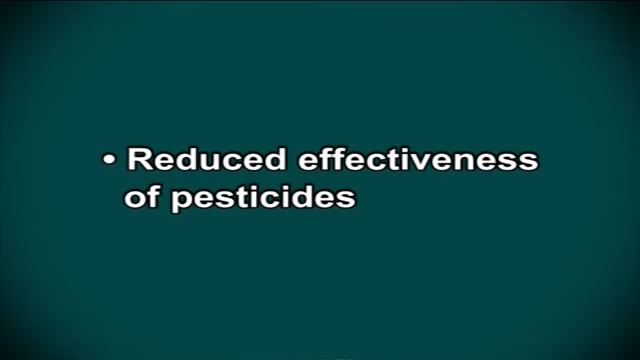 • Reduced effectiveness
of pesticides